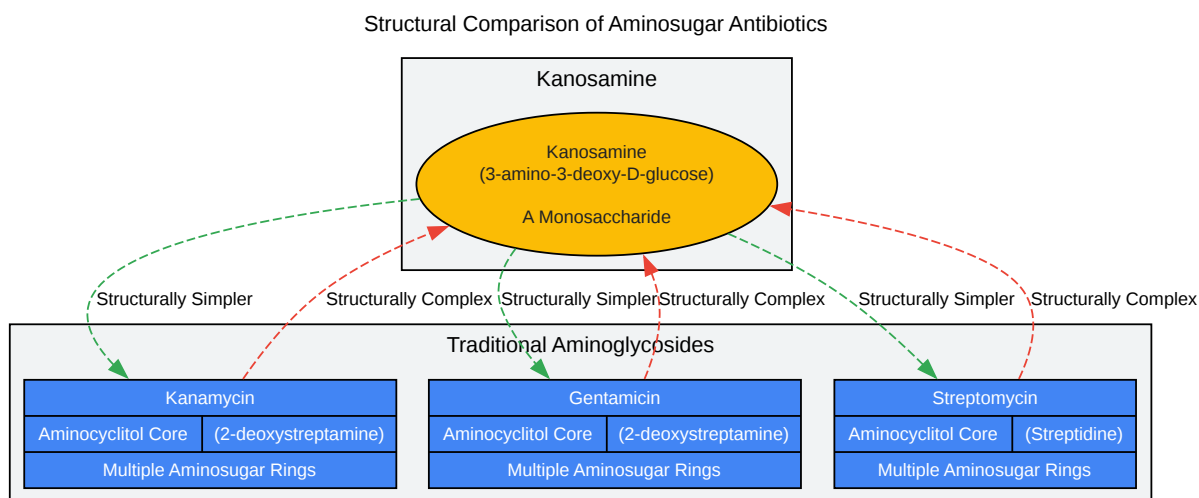 Structural Comparison of Aminosugar Antibiotics
Kanosamine
Kanosamine
(3-amino-3-deoxy-D-glucose)
A Monosaccharide
Structurally Simpler
Structurally Complex
Structurally Simpler
Structurally Complex
Structurally Simpler
Structurally Complex
Traditional Aminoglycosides
Kanamycin
Aminocyclitol Core
(2-deoxystreptamine)
Multiple Aminosugar Rings
Gentamicin
Aminocyclitol Core
(2-deoxystreptamine)
Multiple Aminosugar Rings
Streptomycin
Aminocyclitol Core
(Streptidine)
Multiple Aminosugar Rings